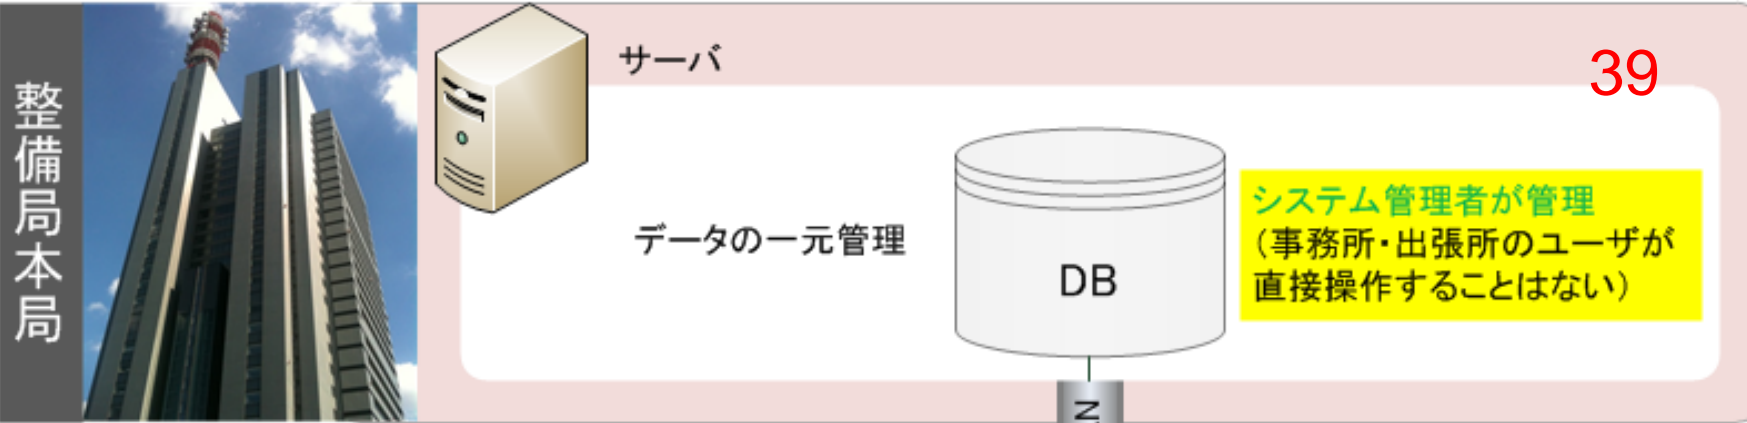 整備局本局
サーバ
39
データの一元管理
DB
システム管理者が管理
（事務所・出張所のユーザが
直接操作することはない）
N